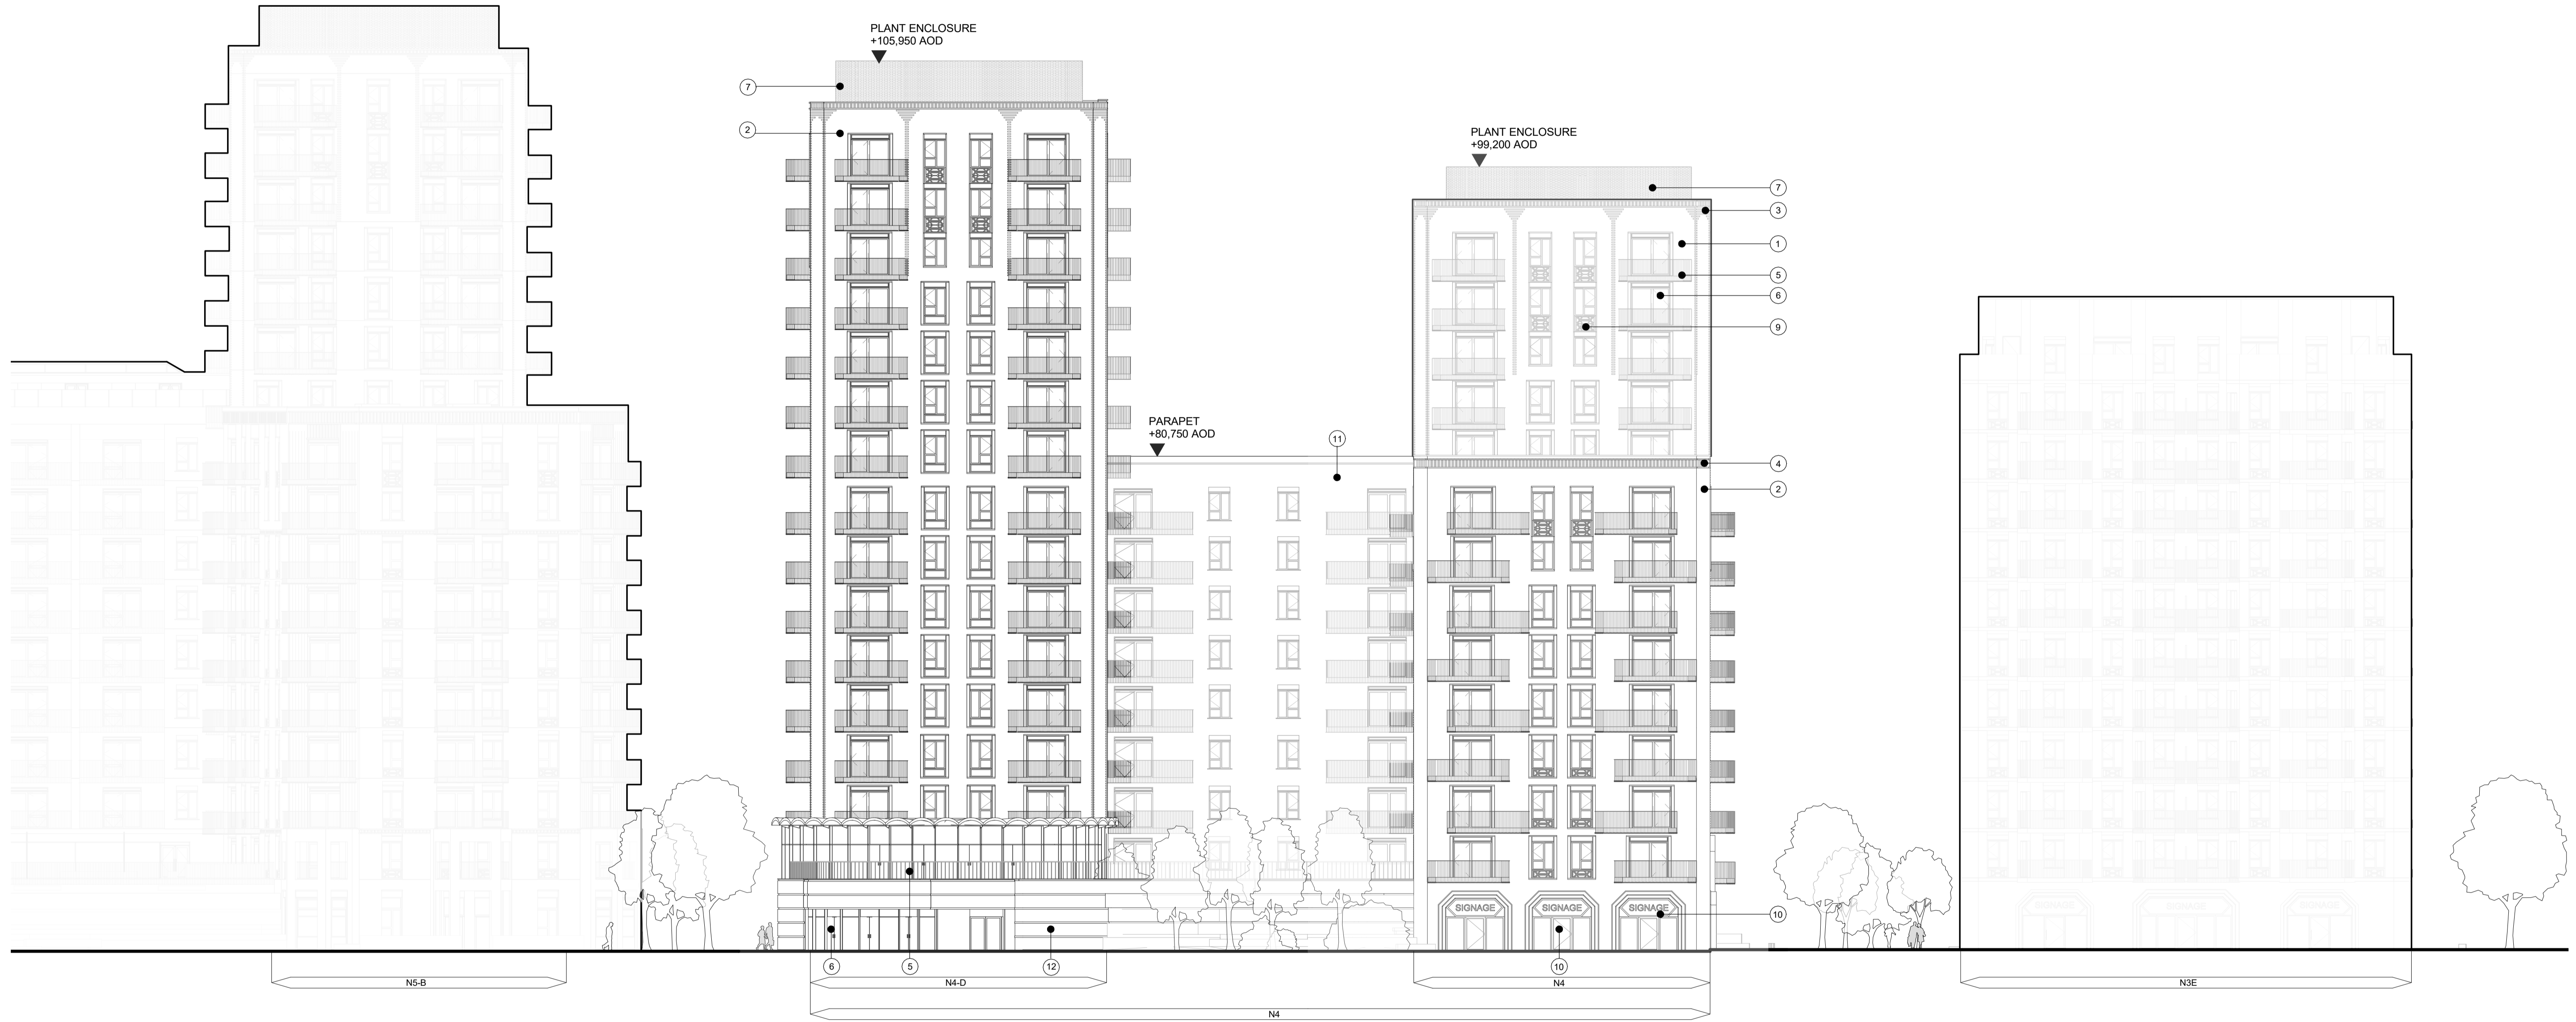 PLANT ENCLOSURE
+105,950 AOD
7
2
PLANT ENCLOSURE
+99,200 AOD
7
3
1
5
6
9
PARAPET
+80,750 AOD
11
4
2
SIGNAGE
SIGNAGE
SIGNAGE
10
6
5
12
10
N5-B
N4-D
N4
N3E
N4